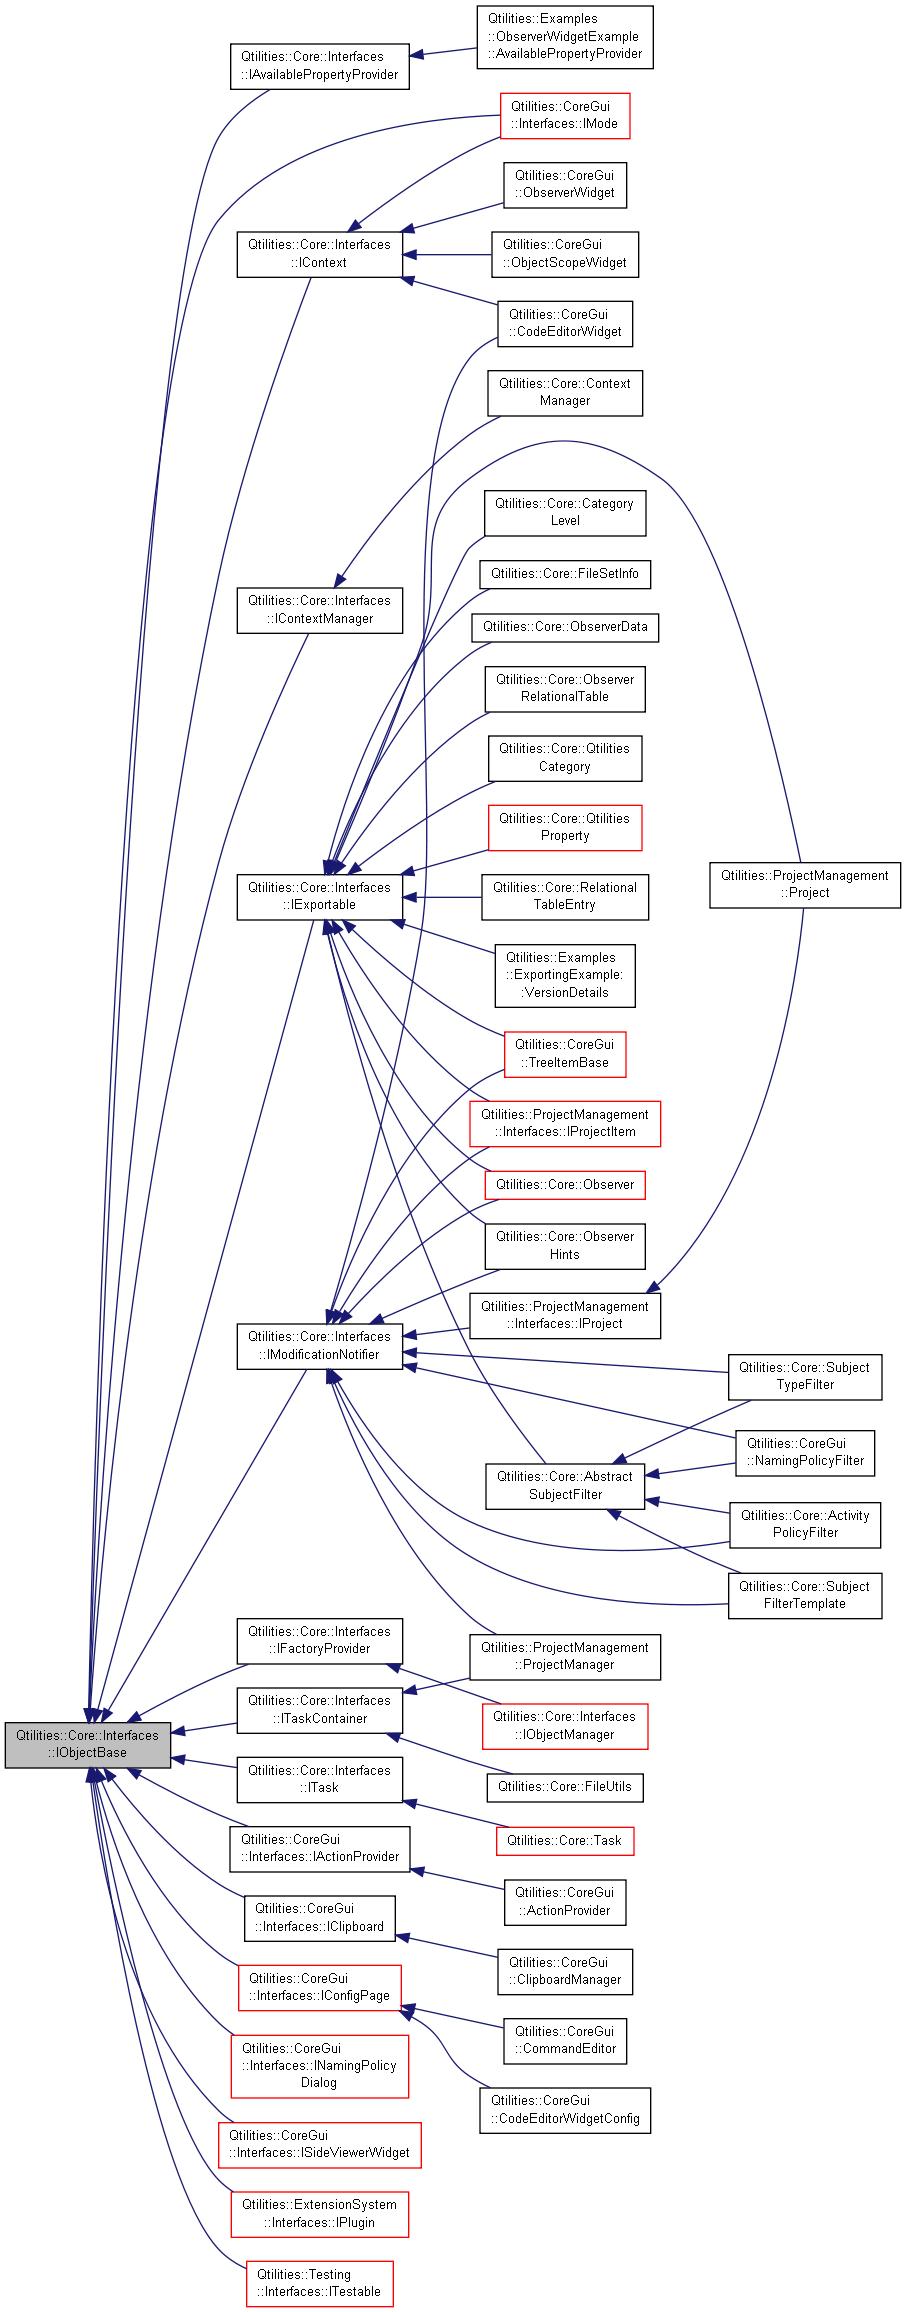 Qtilities::Examples
::ObserverWidgetExample
::AvailablePropertyProvider
Qtilities::Core::Interfaces
::IAvailablePropertyProvider
Qtilities::CoreGui
::Interfaces::IMode
Qtilities::CoreGui
::ObserverWidget
Qtilities::Core::Interfaces
::IContext
Qtilities::CoreGui
::ObjectScopeWidget
Qtilities::CoreGui
::CodeEditorWidget
Qtilities::Core::Context
Manager
Qtilities::Core::Category
Level
Qtilities::Core::FileSetInfo
Qtilities::Core::Interfaces
::IContextManager
Qtilities::Core::ObserverData
Qtilities::Core::Observer
RelationalTable
Qtilities::Core::Qtilities
Category
Qtilities::Core::Qtilities
Property
Qtilities::ProjectManagement
::Project
Qtilities::Core::Interfaces
::IExportable
Qtilities::Core::Relational
TableEntry
Qtilities::Examples
::ExportingExample:
:VersionDetails
Qtilities::CoreGui
::TreeItemBase
Qtilities::ProjectManagement
::Interfaces::IProjectItem
Qtilities::Core::Observer
Qtilities::Core::Observer
Hints
Qtilities::ProjectManagement
::Interfaces::IProject
Qtilities::Core::Interfaces
::IModificationNotifier
Qtilities::Core::Subject
TypeFilter
Qtilities::CoreGui
::NamingPolicyFilter
Qtilities::Core::Abstract
SubjectFilter
Qtilities::Core::Activity
PolicyFilter
Qtilities::Core::Subject
FilterTemplate
Qtilities::Core::Interfaces
::IFactoryProvider
Qtilities::ProjectManagement
::ProjectManager
Qtilities::Core::Interfaces
::ITaskContainer
Qtilities::Core::Interfaces
::IObjectManager
Qtilities::Core::Interfaces
::IObjectBase
Qtilities::Core::Interfaces
::ITask
Qtilities::Core::FileUtils
Qtilities::Core::Task
Qtilities::CoreGui
::Interfaces::IActionProvider
Qtilities::CoreGui
::ActionProvider
Qtilities::CoreGui
::Interfaces::IClipboard
Qtilities::CoreGui
::ClipboardManager
Qtilities::CoreGui
::Interfaces::IConfigPage
Qtilities::CoreGui
::CommandEditor
Qtilities::CoreGui
::Interfaces::INamingPolicy
Dialog
Qtilities::CoreGui
::CodeEditorWidgetConfig
Qtilities::CoreGui
::Interfaces::ISideViewerWidget
Qtilities::ExtensionSystem
::Interfaces::IPlugin
Qtilities::Testing
::Interfaces::ITestable